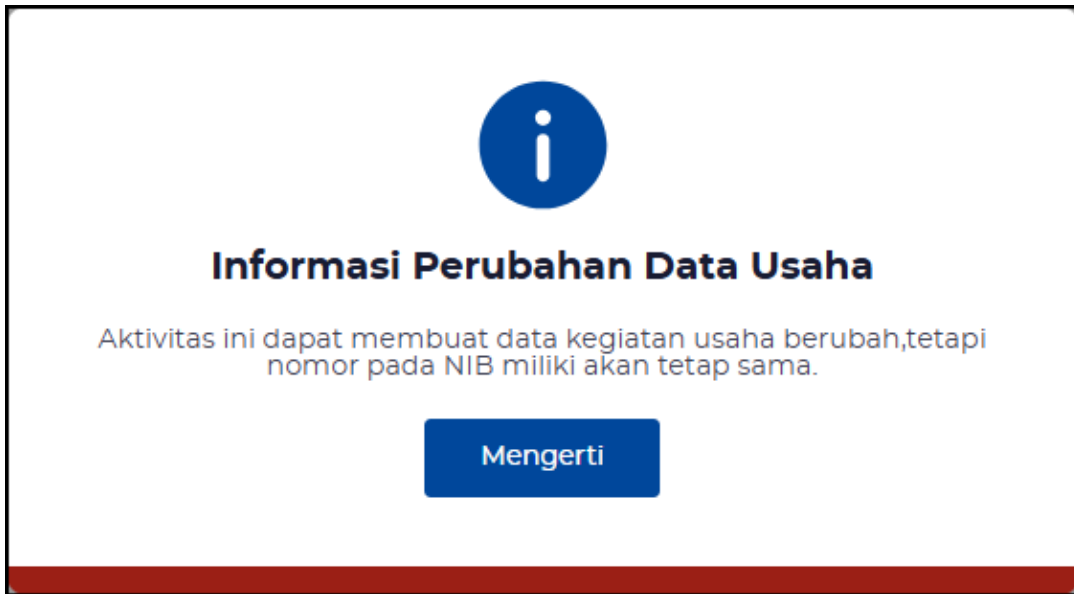 Informasi Perubahan Data Usaha
Aktivitas ini dapat membuat data kegiatan usaha berubah,tetapi
nomor pada NIB miliki akan tetap sama.
Mengerti